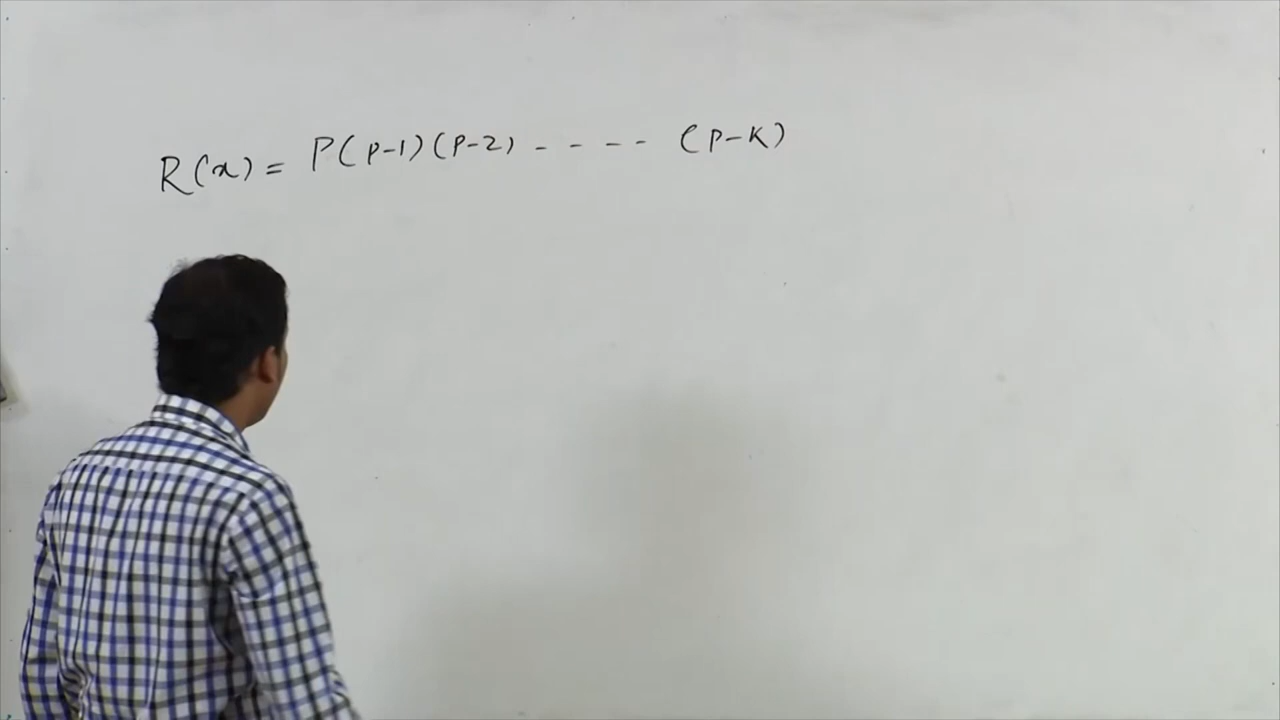 R(x) = P(P-1)(P-2) - - - - (P-K)